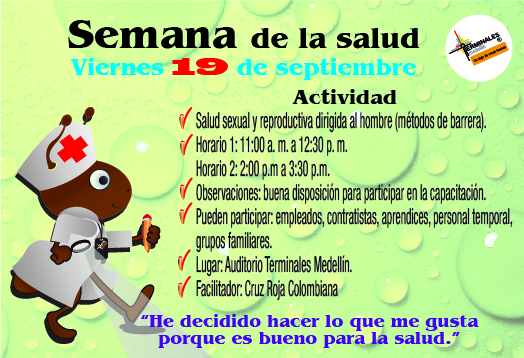 Semana de la salud
Viernes 19 de septiembre
TERMINALES
Actividad
Salud sexual y reproductiva dirigida al hombre (métodos de barrera).
Horario 1: 11:00 a. m. a 12:30 p. m.
Horario 2: 2:00 p.m a 3:30 p.m.
Observaciones: buena disposición para participar en la capacitación.
Pueden participar: empleados, contratistas, aprendices, personal temporal,
grupos familiares.
Lugar: Auditorio Terminales Medellín.
Facilitador: Cruz Roja Colombiana
“He decidido hacer lo que me gusta
porque es bueno para la salud.”